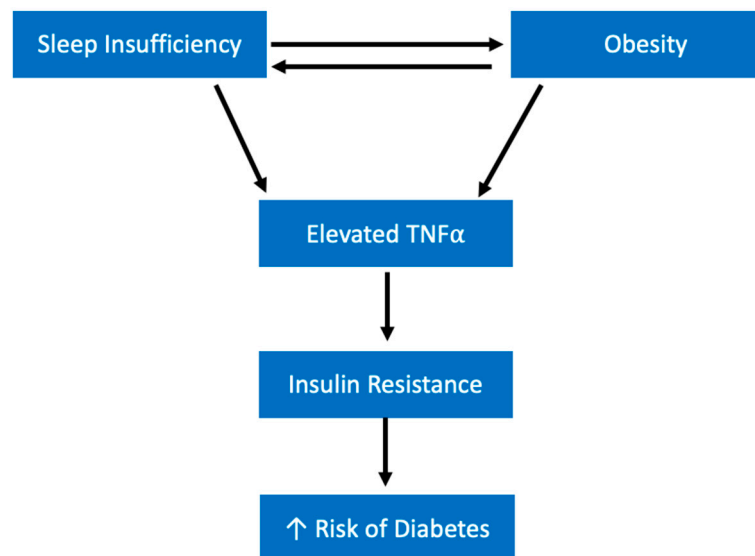 Sleep Insufficiency
Obesity
Elevated TNFα
Insulin Resistance
↑ Risk of Diabetes